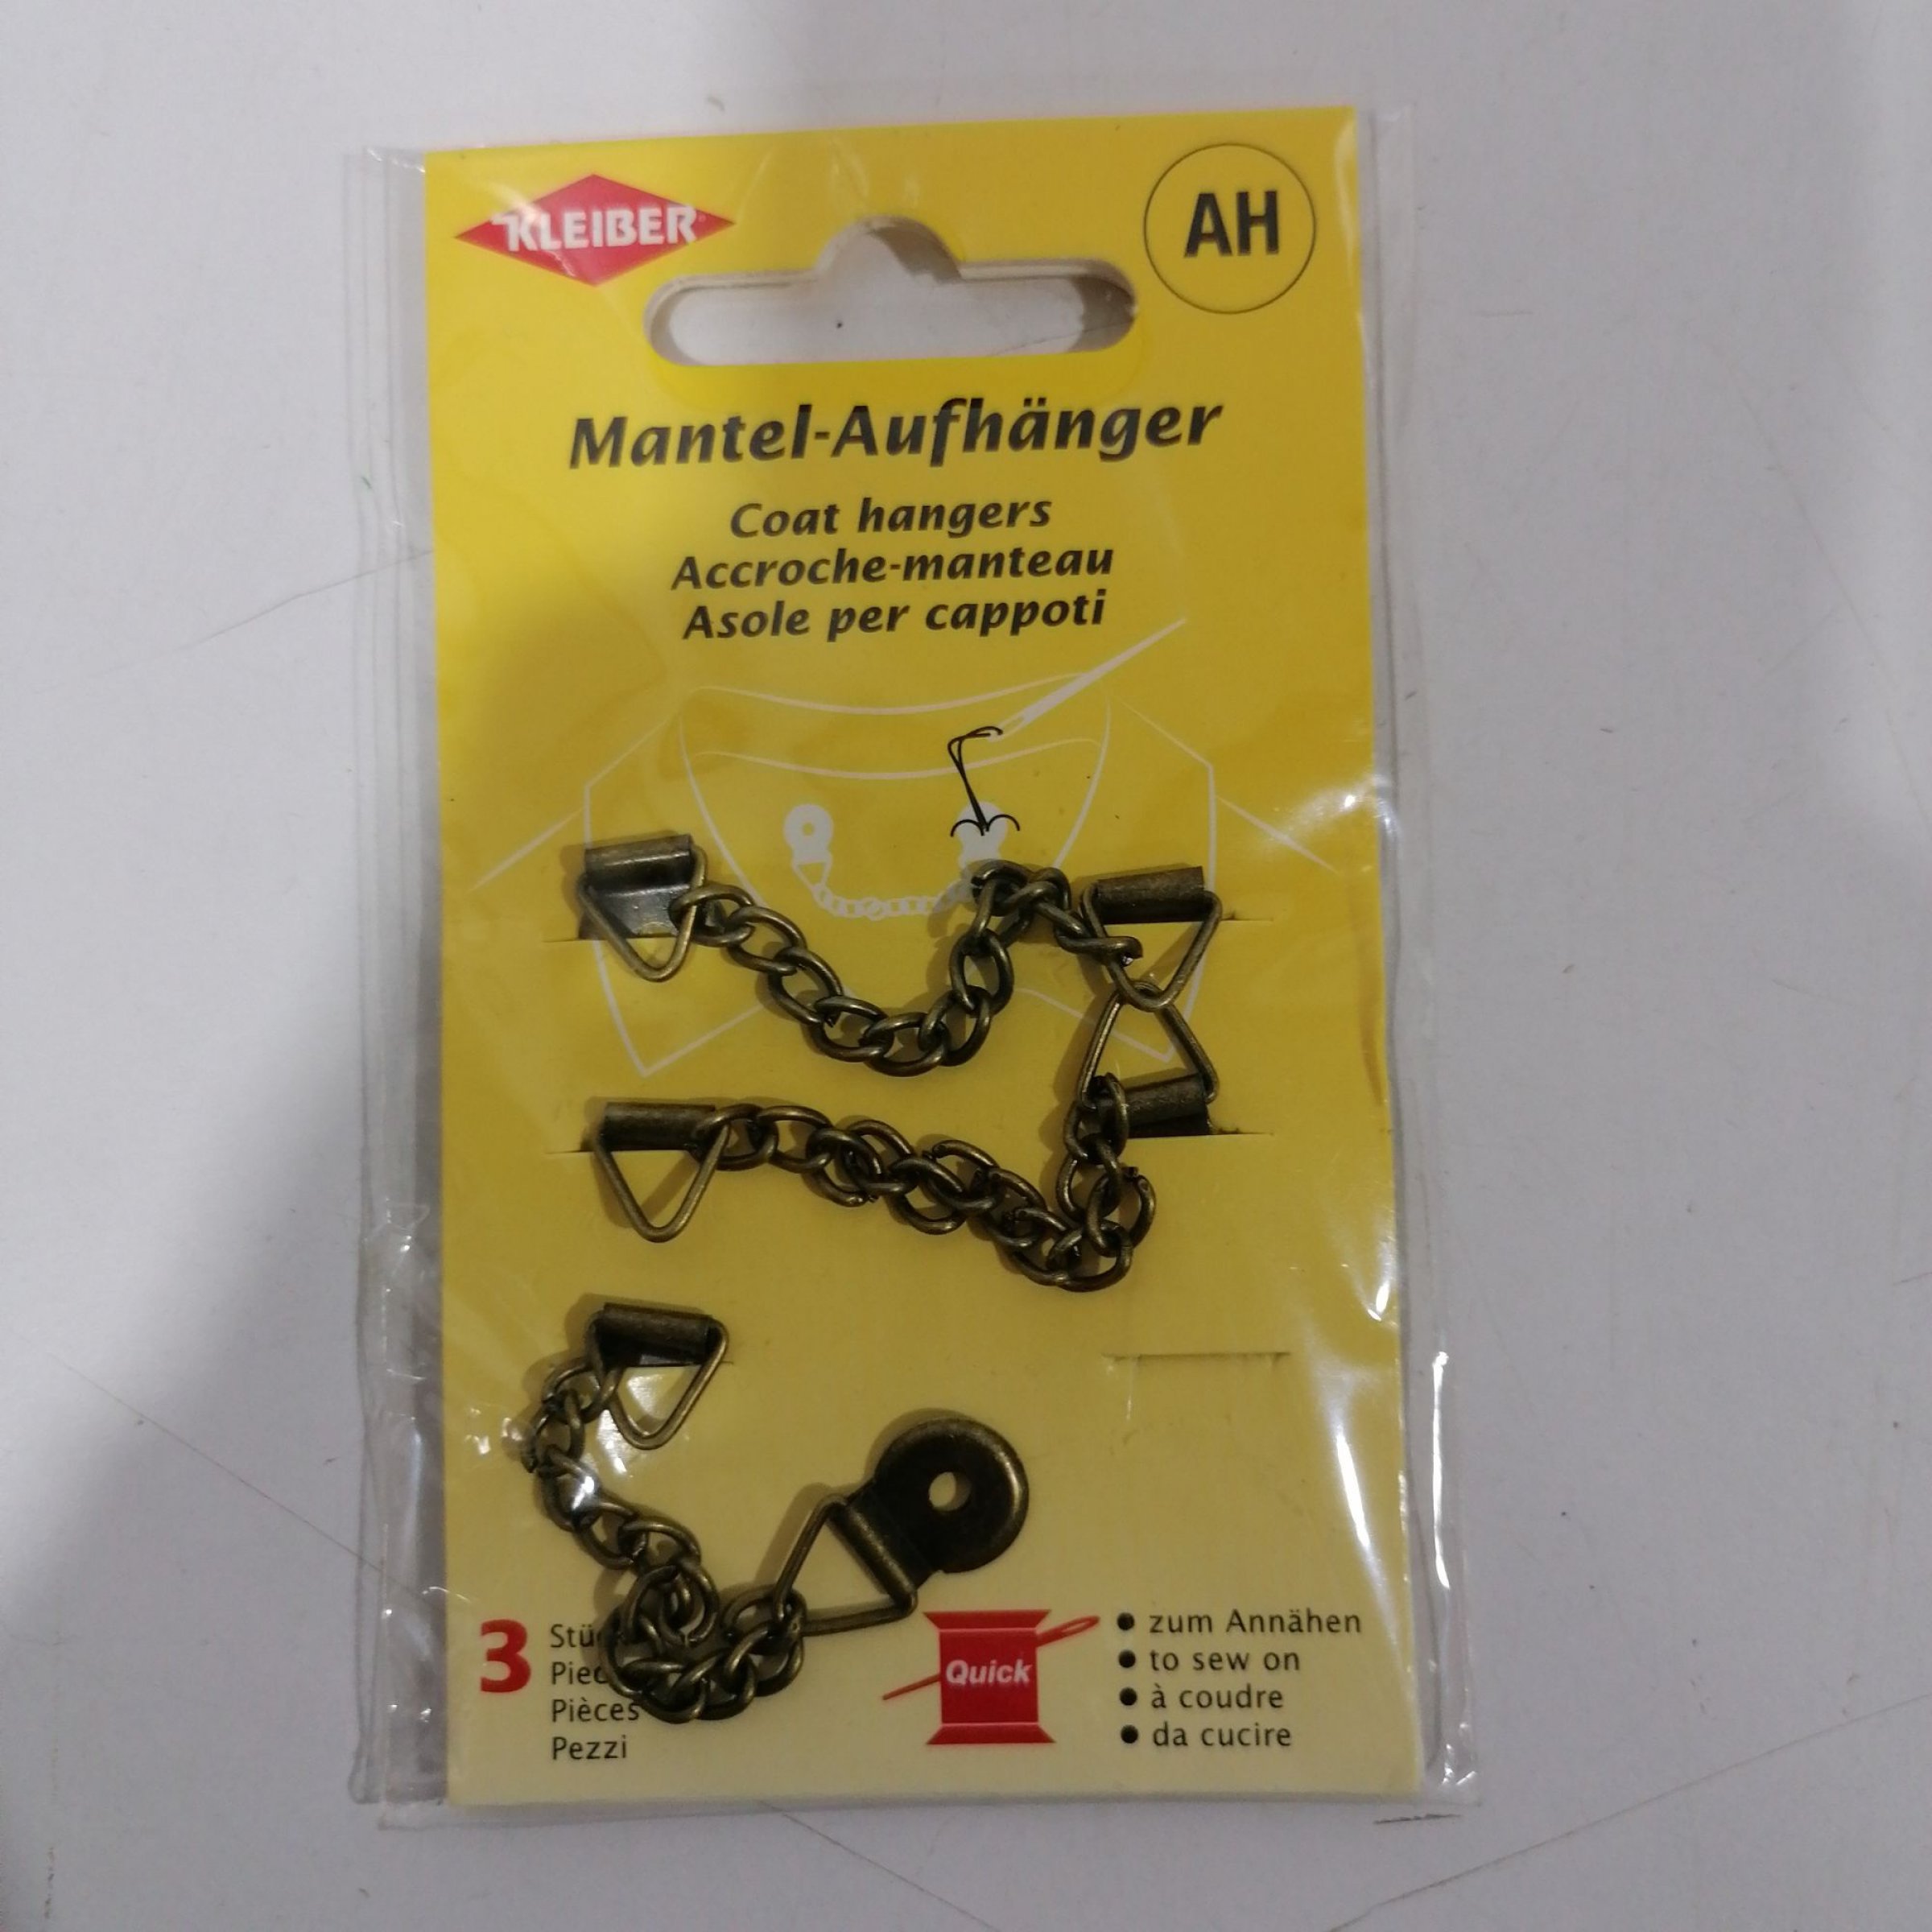 KLEIBER
AH
Mantel-Aufhänger
Coat hangers
Accroche-manteau
Asole per cappoti
3
Pièces
Pezzi
Quick
• zum Annähen
• to sew on
• à coudre
• da cucire